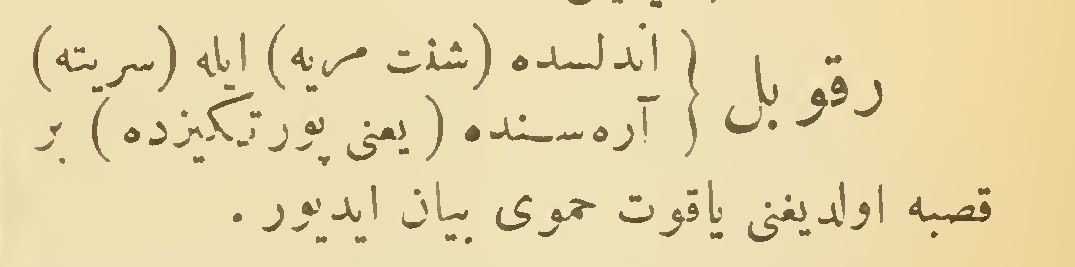 رقوبل { اندلسده (شنت مریه) ایله (سریته)
آره‌سنده ( یعنی پورتکیزده ) بر
قصبه اولدیغنی یاقوت حموی بیان ایدیور .